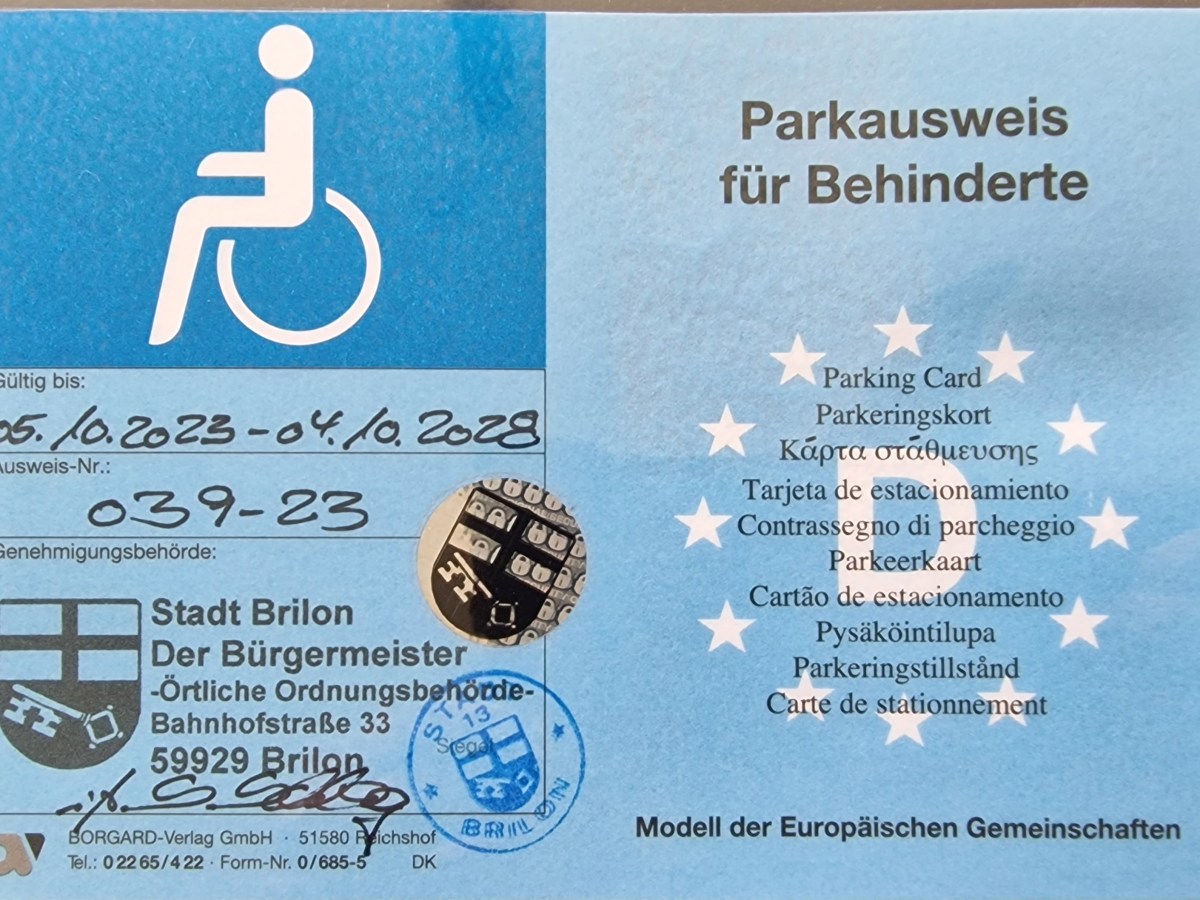 Parkausweis
für Behinderte
Gültig bis:
05.10.2023-04.10.2028
Ausweis-Nr.:
039-23
Genehmigungsbehörde:
Stadt Brilon
Der Bürgermeister
-Örtliche Ordnungsbehörde-
Bahnhofstraße 33
59929 Brilon
i.A.
Siegel
STADT
13
BRILON
BORGARD-Verlag GmbH · 51580 Reichshof
Tel.: 0 22 65/4 22 · Form-Nr. 0/685-5 DK
Parking Card
Parkeringskort
Κάρτα στάθμευσης
Tarjeta de estacionamiento
Contrassegno di parcheggio
Parkeerkaart
Cartão de estacionamento
Pysäköintilupa
Parkeringstillstånd
Carte de stationnement
D
Modell der Europäischen Gemeinschaften